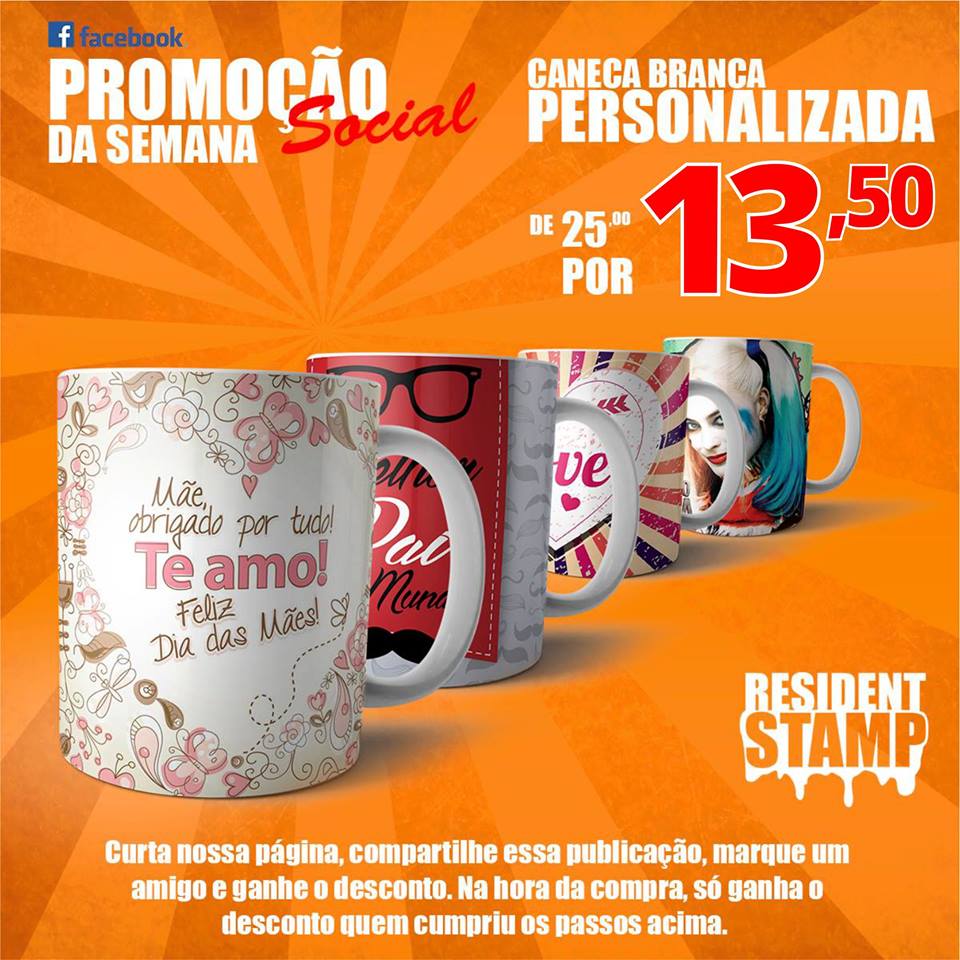 facebook
PROMOÇÃO
DA SEMANA Social
CANECA BRANCA
PERSONALIZADA
DE 25,00
POR 13,50
Mãe,
obrigado por tudo!
Te amo!
Feliz
Dia das Mães!
Pai
RESIDENT
STAMP
Curta nossa página, compartilhe essa publicação, marque um
amigo e ganhe o desconto. Na hora da compra, só ganha o
desconto quem cumpriu os passos acima.